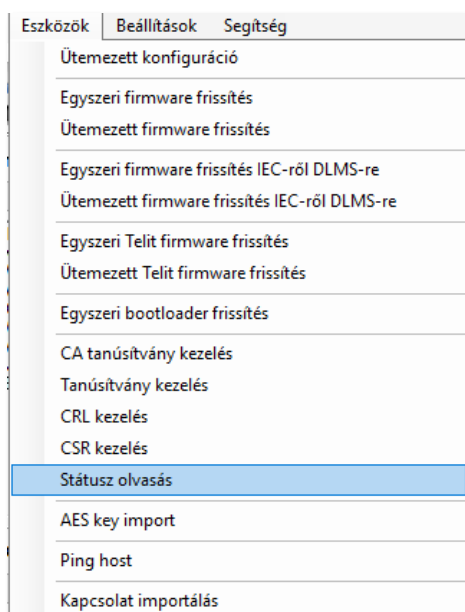 Eszközök Beállítások Segítség
Ütemezett konfiguráció
Egyszeri firmware frissítés
Ütemezett firmware frissítés
Egyszeri firmware frissítés IEC-ről DLMS-re
Ütemezett firmware frissítés IEC-ről DLMS-re
Egyszeri Telit firmware frissítés
Ütemezett Telit firmware frissítés
Egyszeri bootloader frissítés
CA tanúsítvány kezelés
Tanúsítvány kezelés
CRL kezelés
CSR kezelés
Státusz olvasás
AES key import
Ping host
Kapcsolat importálás